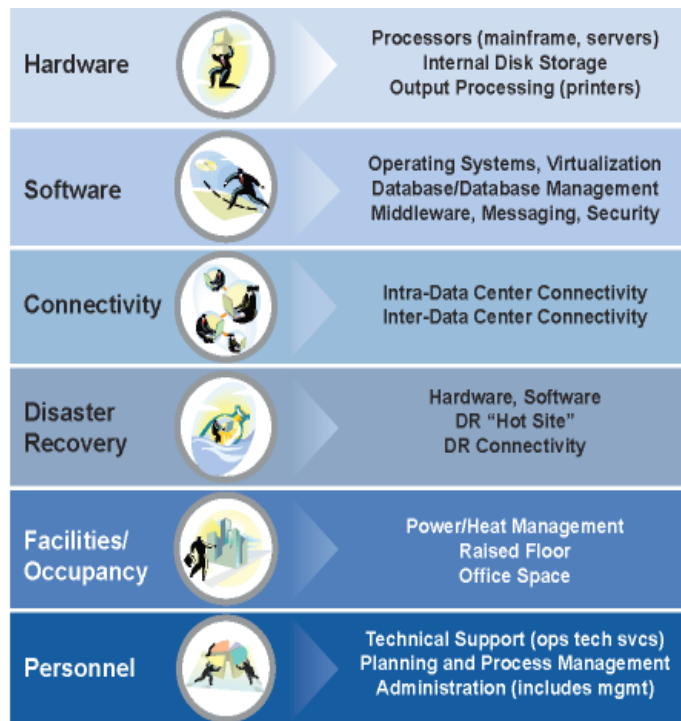 Hardware
Processors (mainframe, servers)
Internal Disk Storage
Output Processing (printers)
Software
Operating Systems, Virtualization
Database/Database Management
Middleware, Messaging, Security
Connectivity
Intra-Data Center Connectivity
Inter-Data Center Connectivity
Disaster
Recovery
Hardware, Software
DR “Hot Site”
DR Connectivity
Facilities/
Occupancy
Power/Heat Management
Raised Floor
Office Space
Personnel
Technical Support (ops tech svcs)
Planning and Process Management
Administration (includes mgmt)